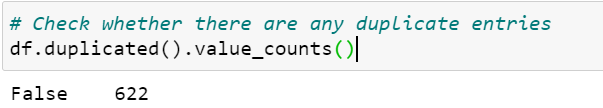 # Check whether there are any duplicate entries
df.duplicated().value_counts()
False    622